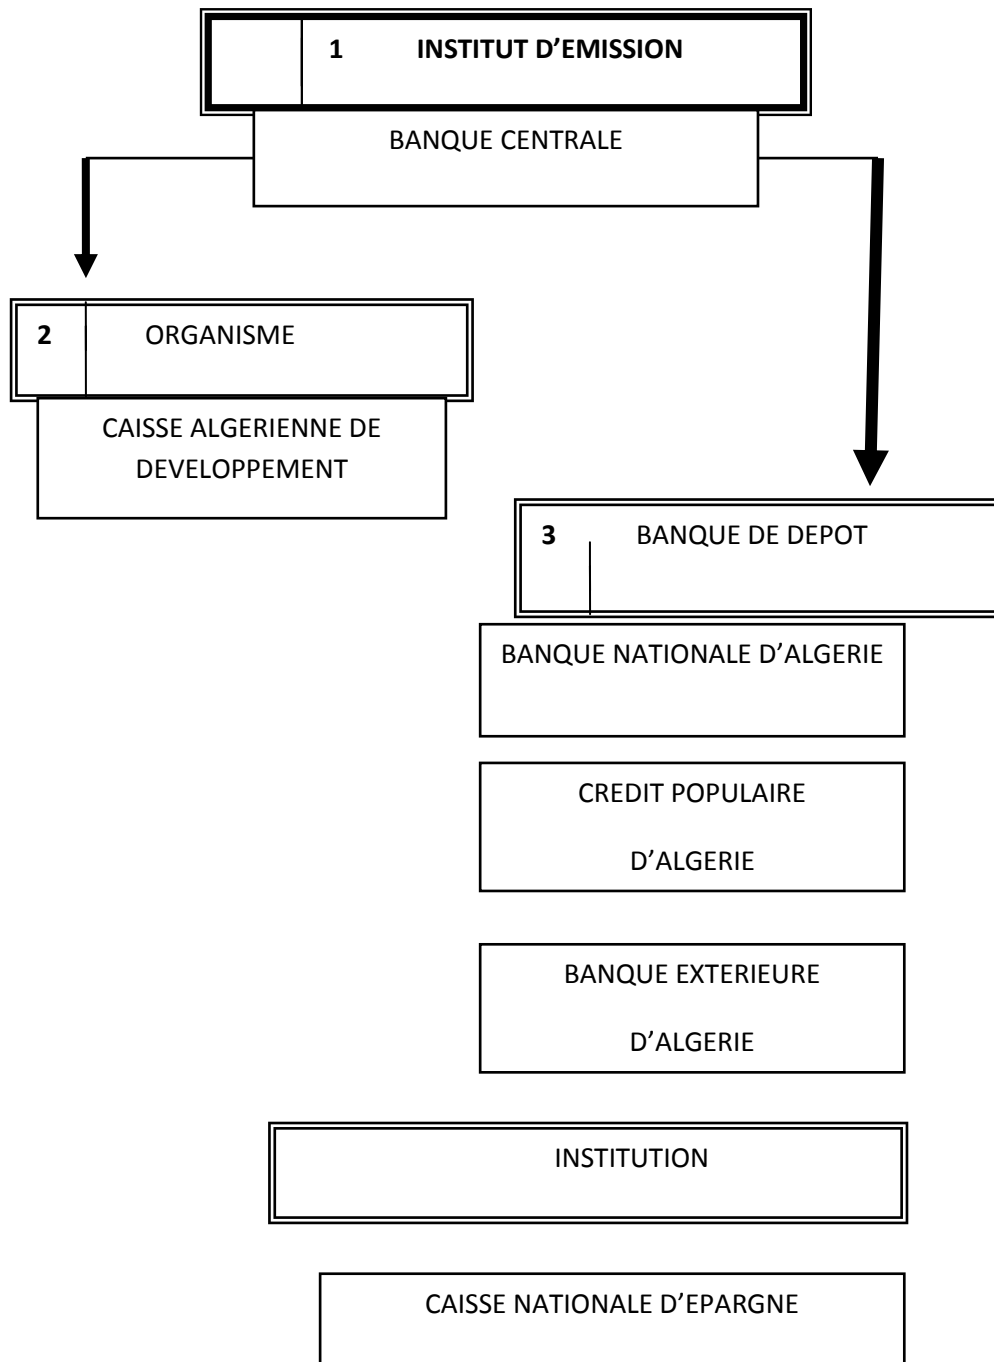 1 INSTITUT D’EMISSION
BANQUE CENTRALE
2 ORGANISME
CAISSE ALGERIENNE DE
DEVELOPPEMENT
3 BANQUE DE DEPOT
BANQUE NATIONALE D’ALGERIE
CREDIT POPULAIRE
D’ALGERIE
BANQUE EXTERIEURE
D’ALGERIE
INSTITUTION
CAISSE NATIONALE D’EPARGNE